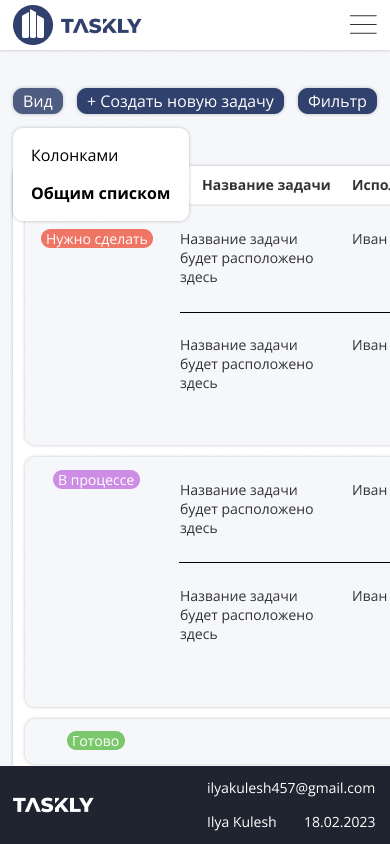 TASKLY
Вид
+ Создать новую задачу
Фильтр
Колонками
Общим списком
Название задачи
Испол
Нужно сделать
Название задачи
будет расположено
здесь
Иван
Название задачи
будет расположено
здесь
Иван
В процессе
Название задачи
будет расположено
здесь
Иван
Название задачи
будет расположено
здесь
Иван
Готово
TASKLY
ilyakulesh457@gmail.com
Ilya Kulesh
18.02.2023